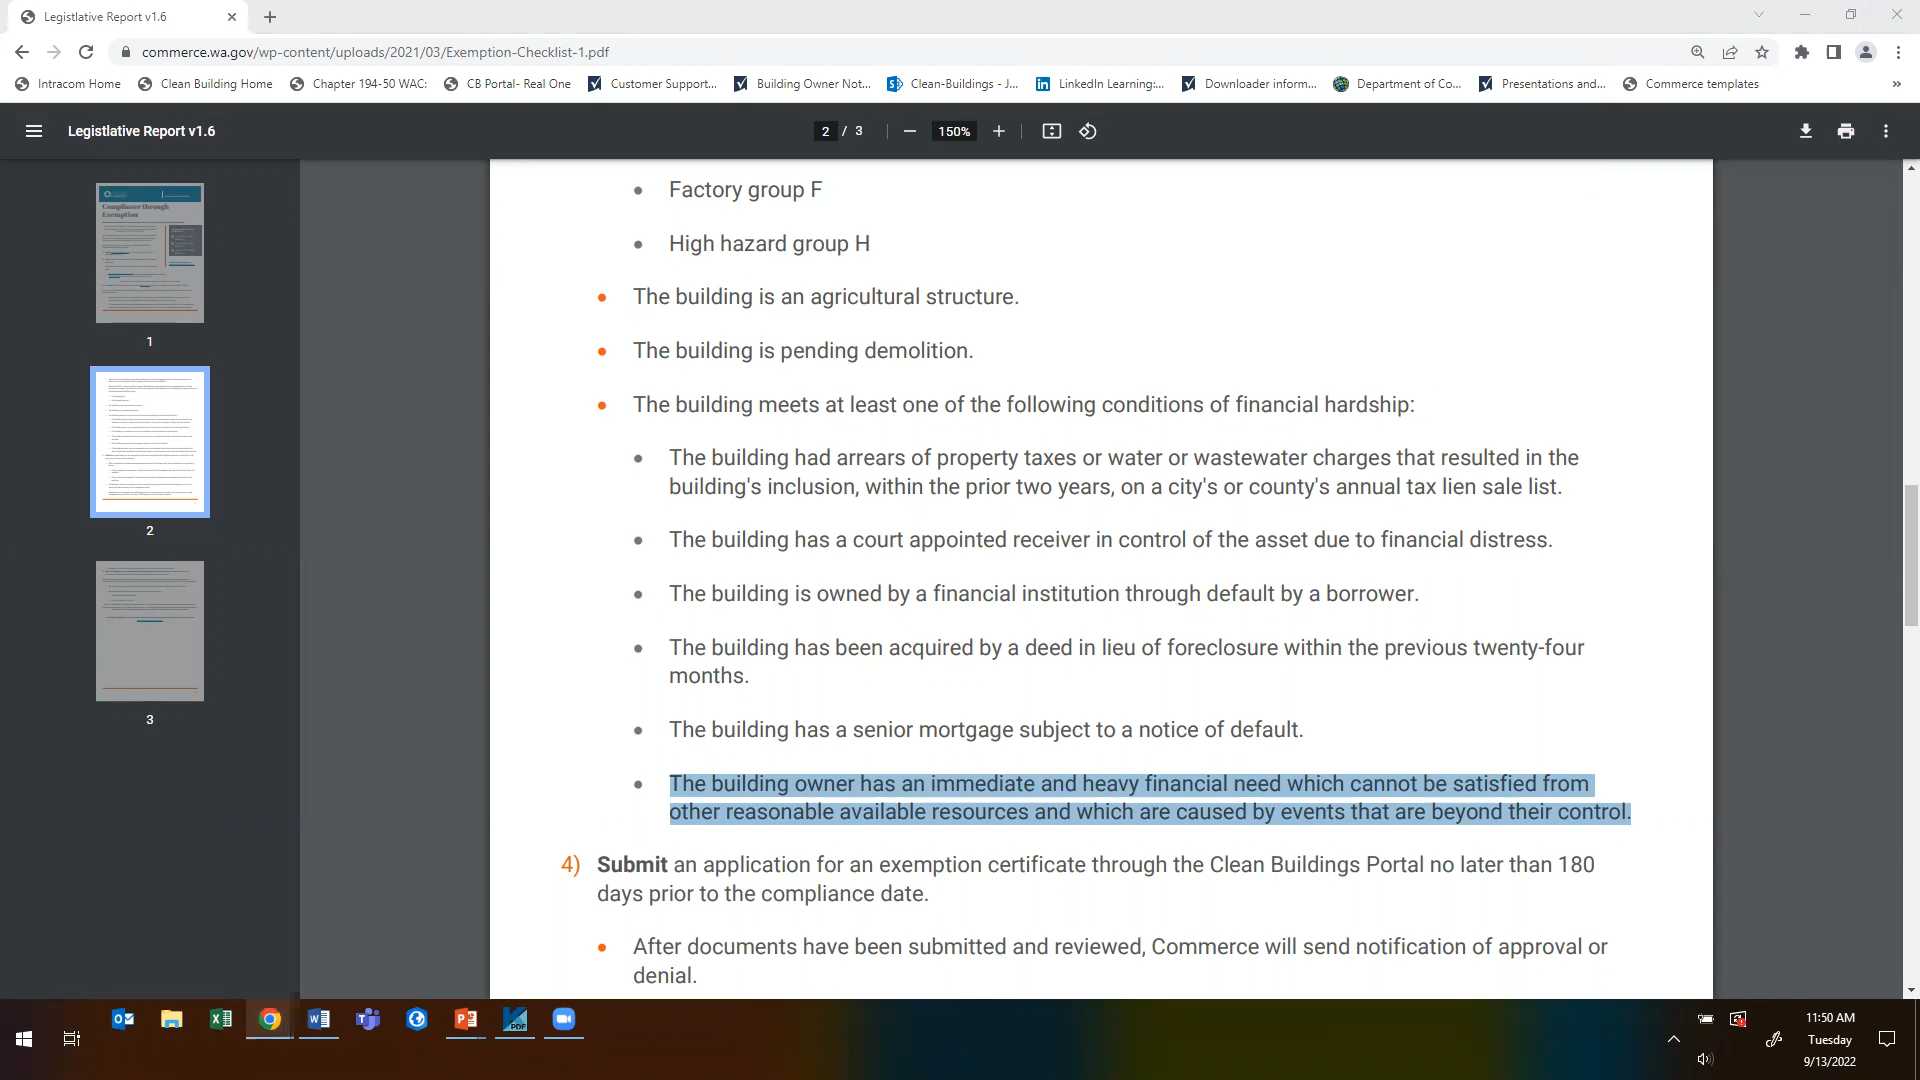 Legistlative Report v1.6
commerce.wa.gov/wp-content/uploads/2021/03/Exemption-Checklist-1.pdf
Intracom Home Clean Building Home Chapter 194-50 WAC: CB Portal- Real One Customer Support... Building Owner Not... Clean-Buildings - J... LinkedIn Learning:... Downloader inform... Department of Co... Presentations and... Commerce templates »
Legistlative Report v1.6 2 / 3 150%
Compliance through
Exemption
1
2
3
• Factory group F
• High hazard group H
• The building is an agricultural structure.
• The building is pending demolition.
• The building meets at least one of the following conditions of financial hardship:
• The building had arrears of property taxes or water or wastewater charges that resulted in the
building's inclusion, within the prior two years, on a city's or county's annual tax lien sale list.
• The building has a court appointed receiver in control of the asset due to financial distress.
• The building is owned by a financial institution through default by a borrower.
• The building has been acquired by a deed in lieu of foreclosure within the previous twenty-four
months.
• The building has a senior mortgage subject to a notice of default.
• The building owner has an immediate and heavy financial need which cannot be satisfied from
other reasonable available resources and which are caused by events that are beyond their control.
4) Submit an application for an exemption certificate through the Clean Buildings Portal no later than 180
days prior to the compliance date.
• After documents have been submitted and reviewed, Commerce will send notification of approval or
denial.
11:50 AM
Tuesday
9/13/2022